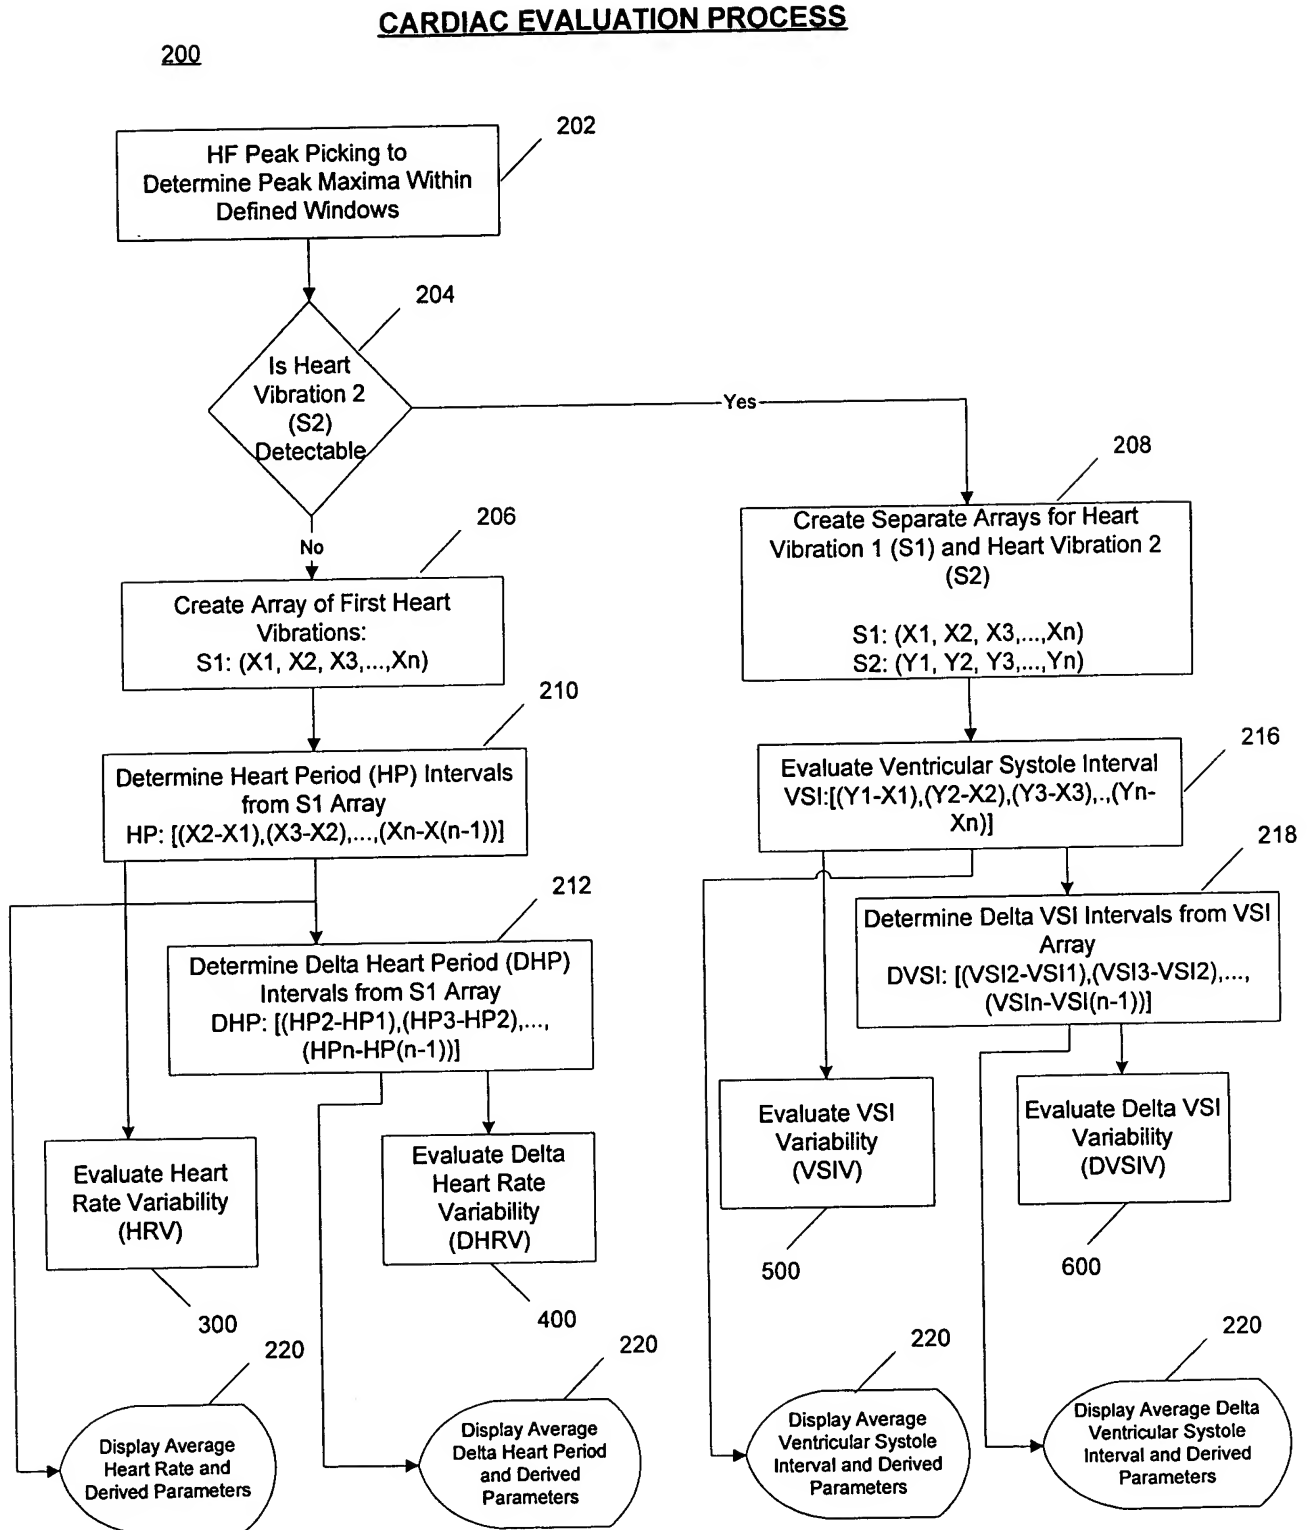 CARDIAC EVALUATION PROCESS
200
202
HF Peak Picking to
Determine Peak Maxima Within
Defined Windows
204
Is Heart
Vibration 2
(S2)
Detectable
Yes
No
206
Create Array of First Heart
Vibrations:
S1: (X1, X2, X3,...,Xn)
208
Create Separate Arrays for Heart
Vibration 1 (S1) and Heart Vibration 2
(S2)
S1: (X1, X2, X3,...,Xn)
S2: (Y1, Y2, Y3,...,Yn)
210
Determine Heart Period (HP) Intervals
from S1 Array
HP: [(X2-X1),(X3-X2),...,(Xn-X(n-1))]
216
Evaluate Ventricular Systole Interval
VSI:[(Y1-X1),(Y2-X2),(Y3-X3),.,(Yn-
Xn)]
212
Determine Delta Heart Period (DHP)
Intervals from S1 Array
DHP: [(HP2-HP1),(HP3-HP2),...,
(HPn-HP(n-1))]
218
Determine Delta VSI Intervals from VSI
Array
DVSI: [(VSI2-VSI1),(VSI3-VSI2),...,
(VSIn-VSI(n-1))]
Evaluate Heart
Rate Variability
(HRV)
300
Evaluate Delta
Heart Rate
Variability
(DHRV)
400
Evaluate VSI
Variability
(VSIV)
500
Evaluate Delta VSI
Variability
(DVSIV)
600
220
Display Average
Heart Rate and
Derived Parameters
220
Display Average
Delta Heart Period
and Derived
Parameters
220
Display Average
Ventricular Systole
Interval and Derived
Parameters
220
Display Average Delta
Ventricular Systole
Interval and Derived
Parameters